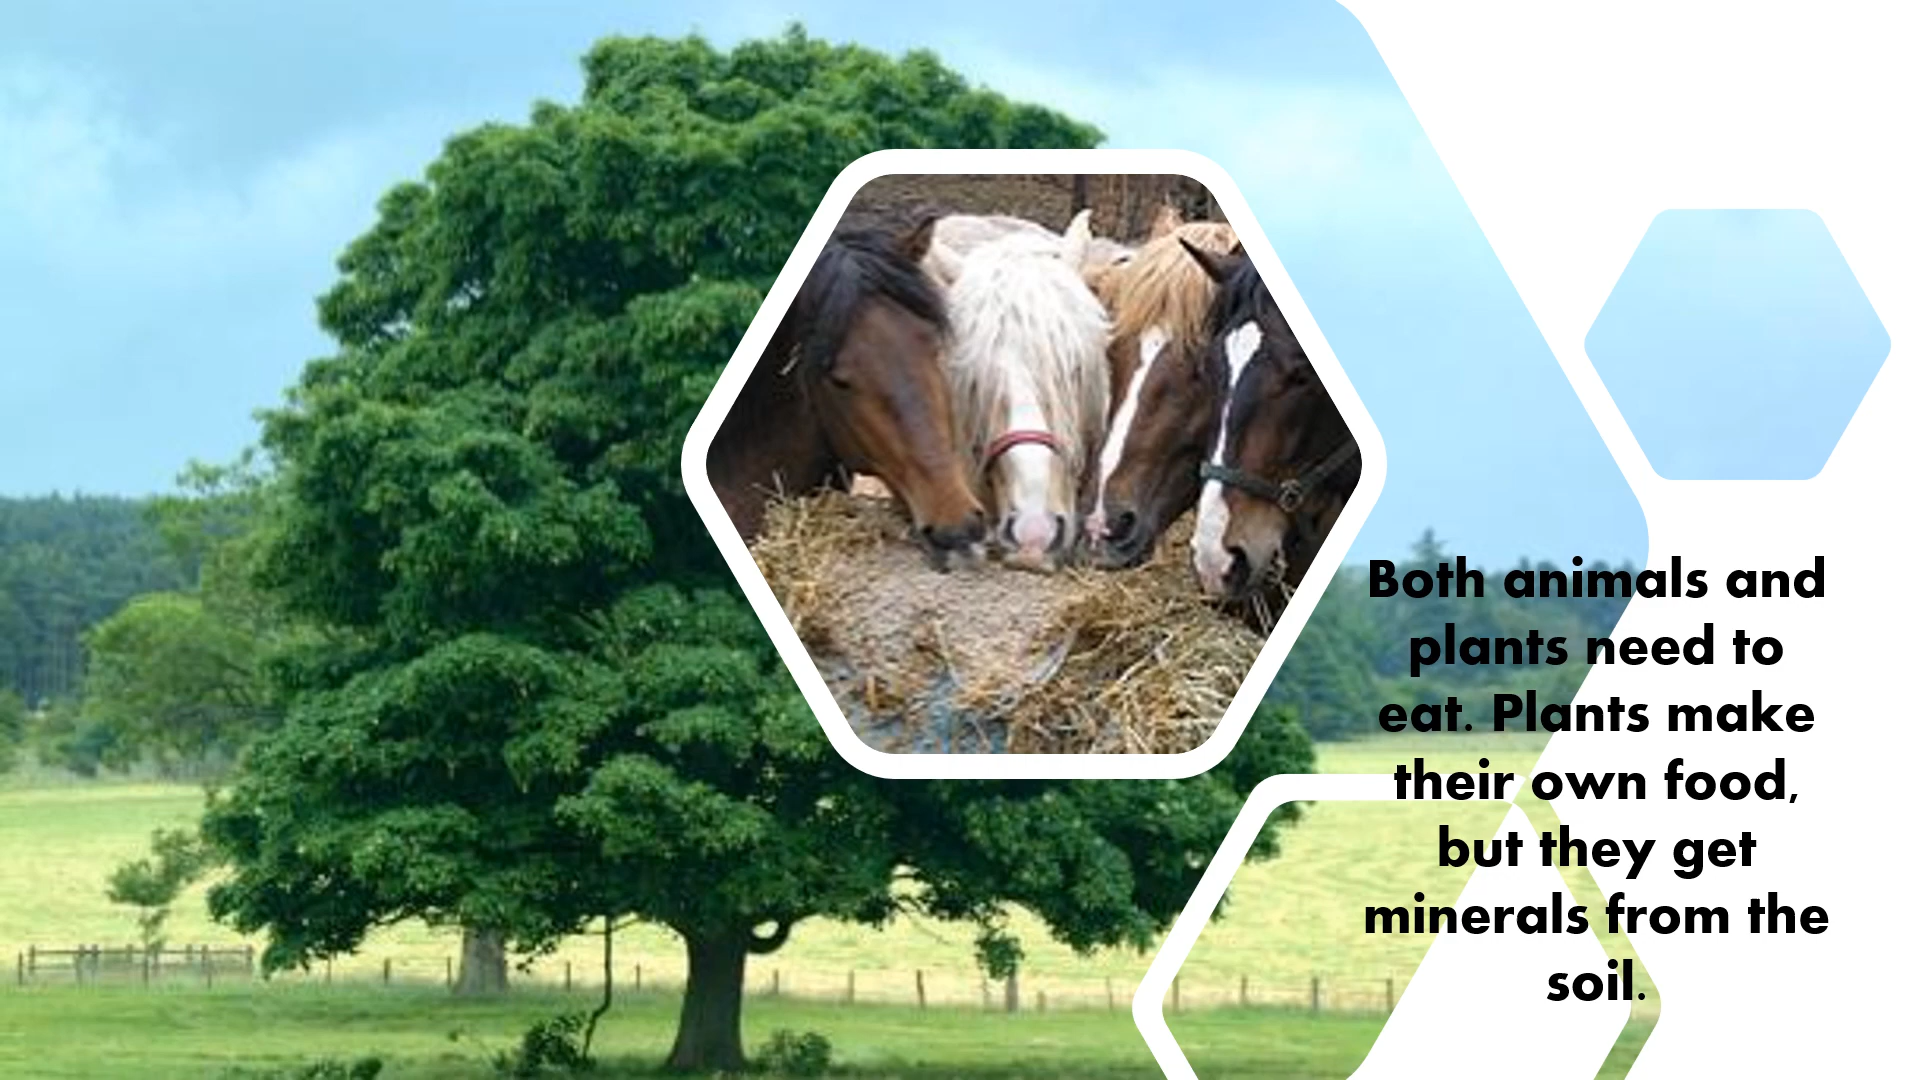 Both animals and
plants need to
eat. Plants make
their own food,
but they get
minerals from the
soil.